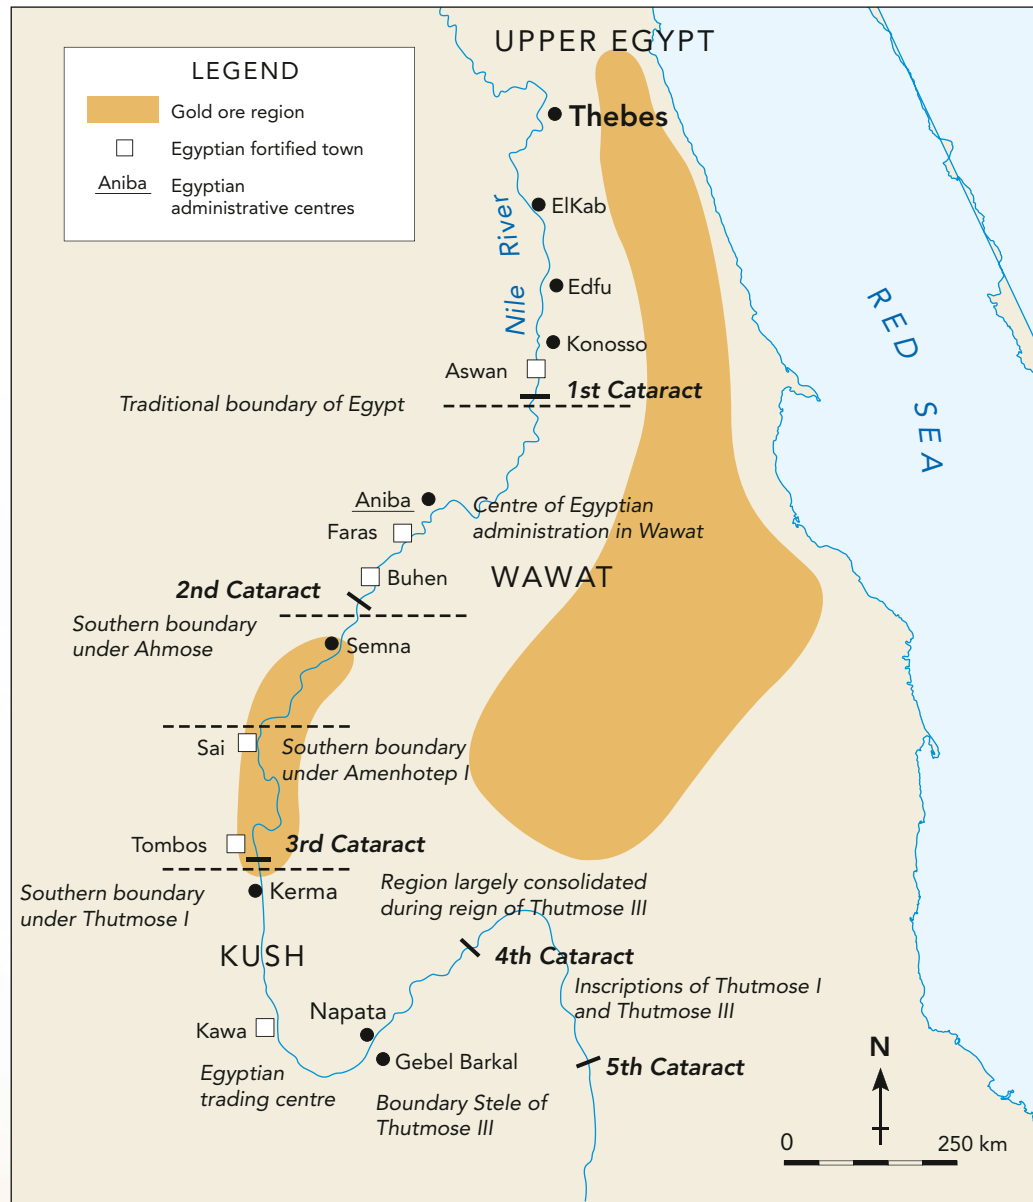 UPPER EGYPT
LEGEND
Gold ore region
Egyptian fortified town
Aniba
Egyptian
administrative centres
Thebes
Nile River
ElKab
Edfu
Konosso
Aswan
1st Cataract
Traditional boundary of Egypt
RED SEA
Aniba
Centre of Egyptian
administration in Wawat
Faras
Buhen
WAWAT
2nd Cataract
Southern boundary
under Ahmose
Semna
Sai
Southern boundary
under Amenhotep I
Tombos
3rd Cataract
Southern boundary
under Thutmose I
Kerma
Region largely consolidated
during reign of Thutmose III
KUSH
4th Cataract
Inscriptions of Thutmose I
and Thutmose III
Napata
Kawa
Gebel Barkal
5th Cataract
Egyptian
trading centre
Boundary Stele of
Thutmose III
N
0 250 km